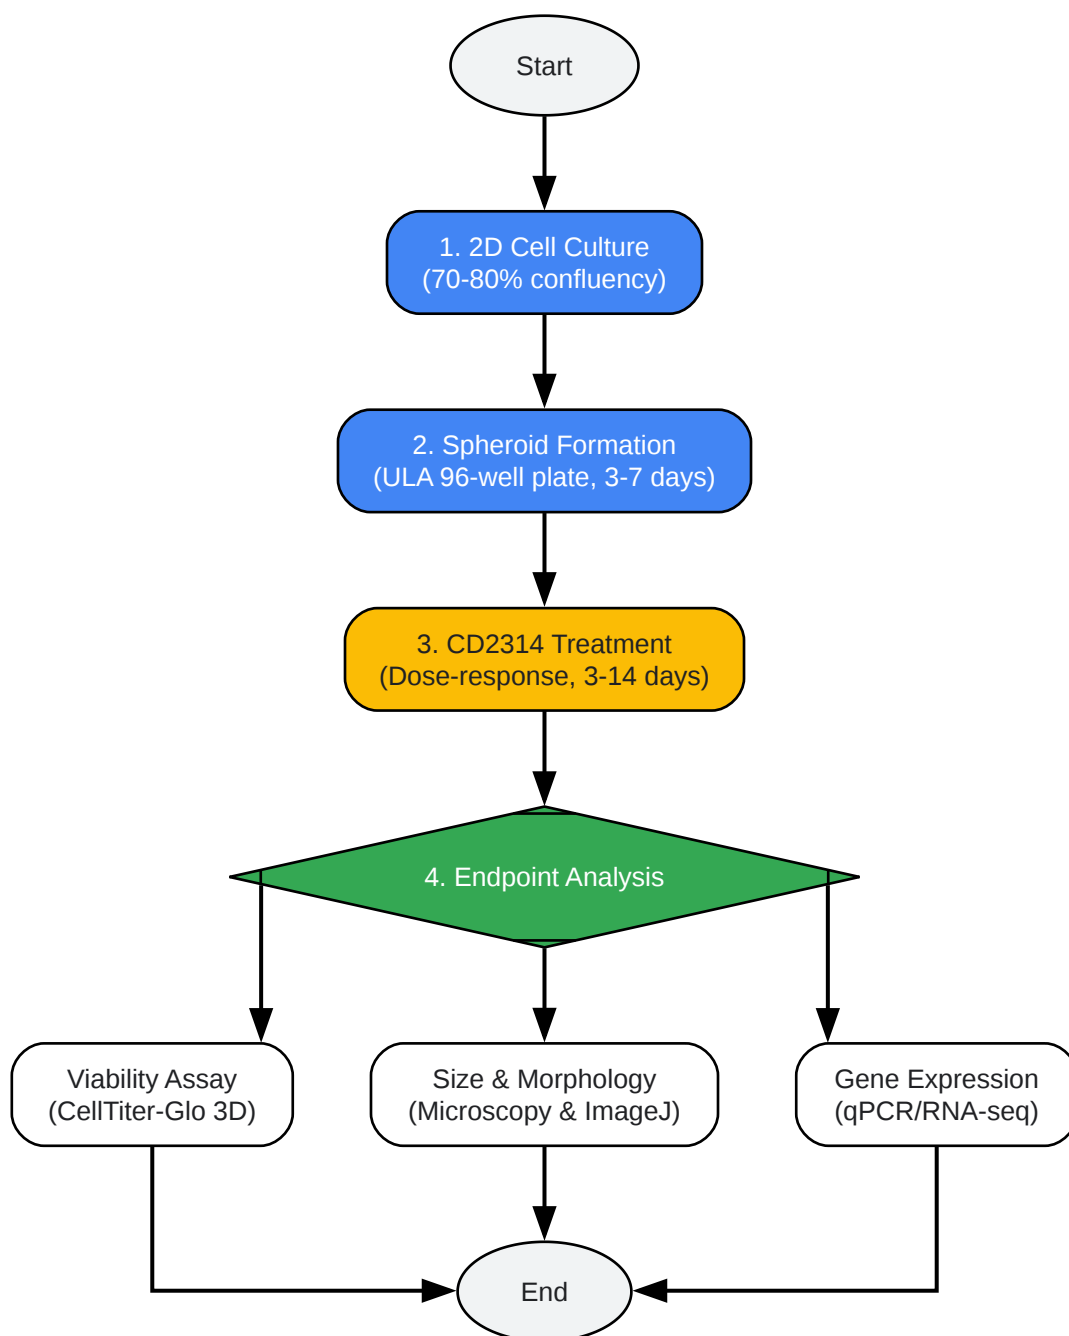 Start
1. 2D Cell Culture
(70-80% confluency)
2. Spheroid Formation
(ULA 96-well plate, 3-7 days)
3. CD2314 Treatment
(Dose-response, 3-14 days)
4. Endpoint Analysis
Viability Assay
(CellTiter-Glo 3D)
Size & Morphology
(Microscopy & ImageJ)
Gene Expression
(qPCR/RNA-seq)
End